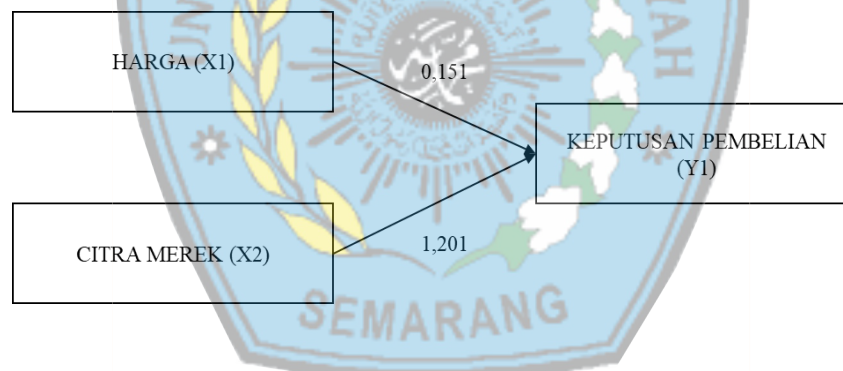 HARGA (X1)
0,151
KEPUTUSAN PEMBELIAN
(Y1)
CITRA MEREK (X2)
1,201
SEMARANG